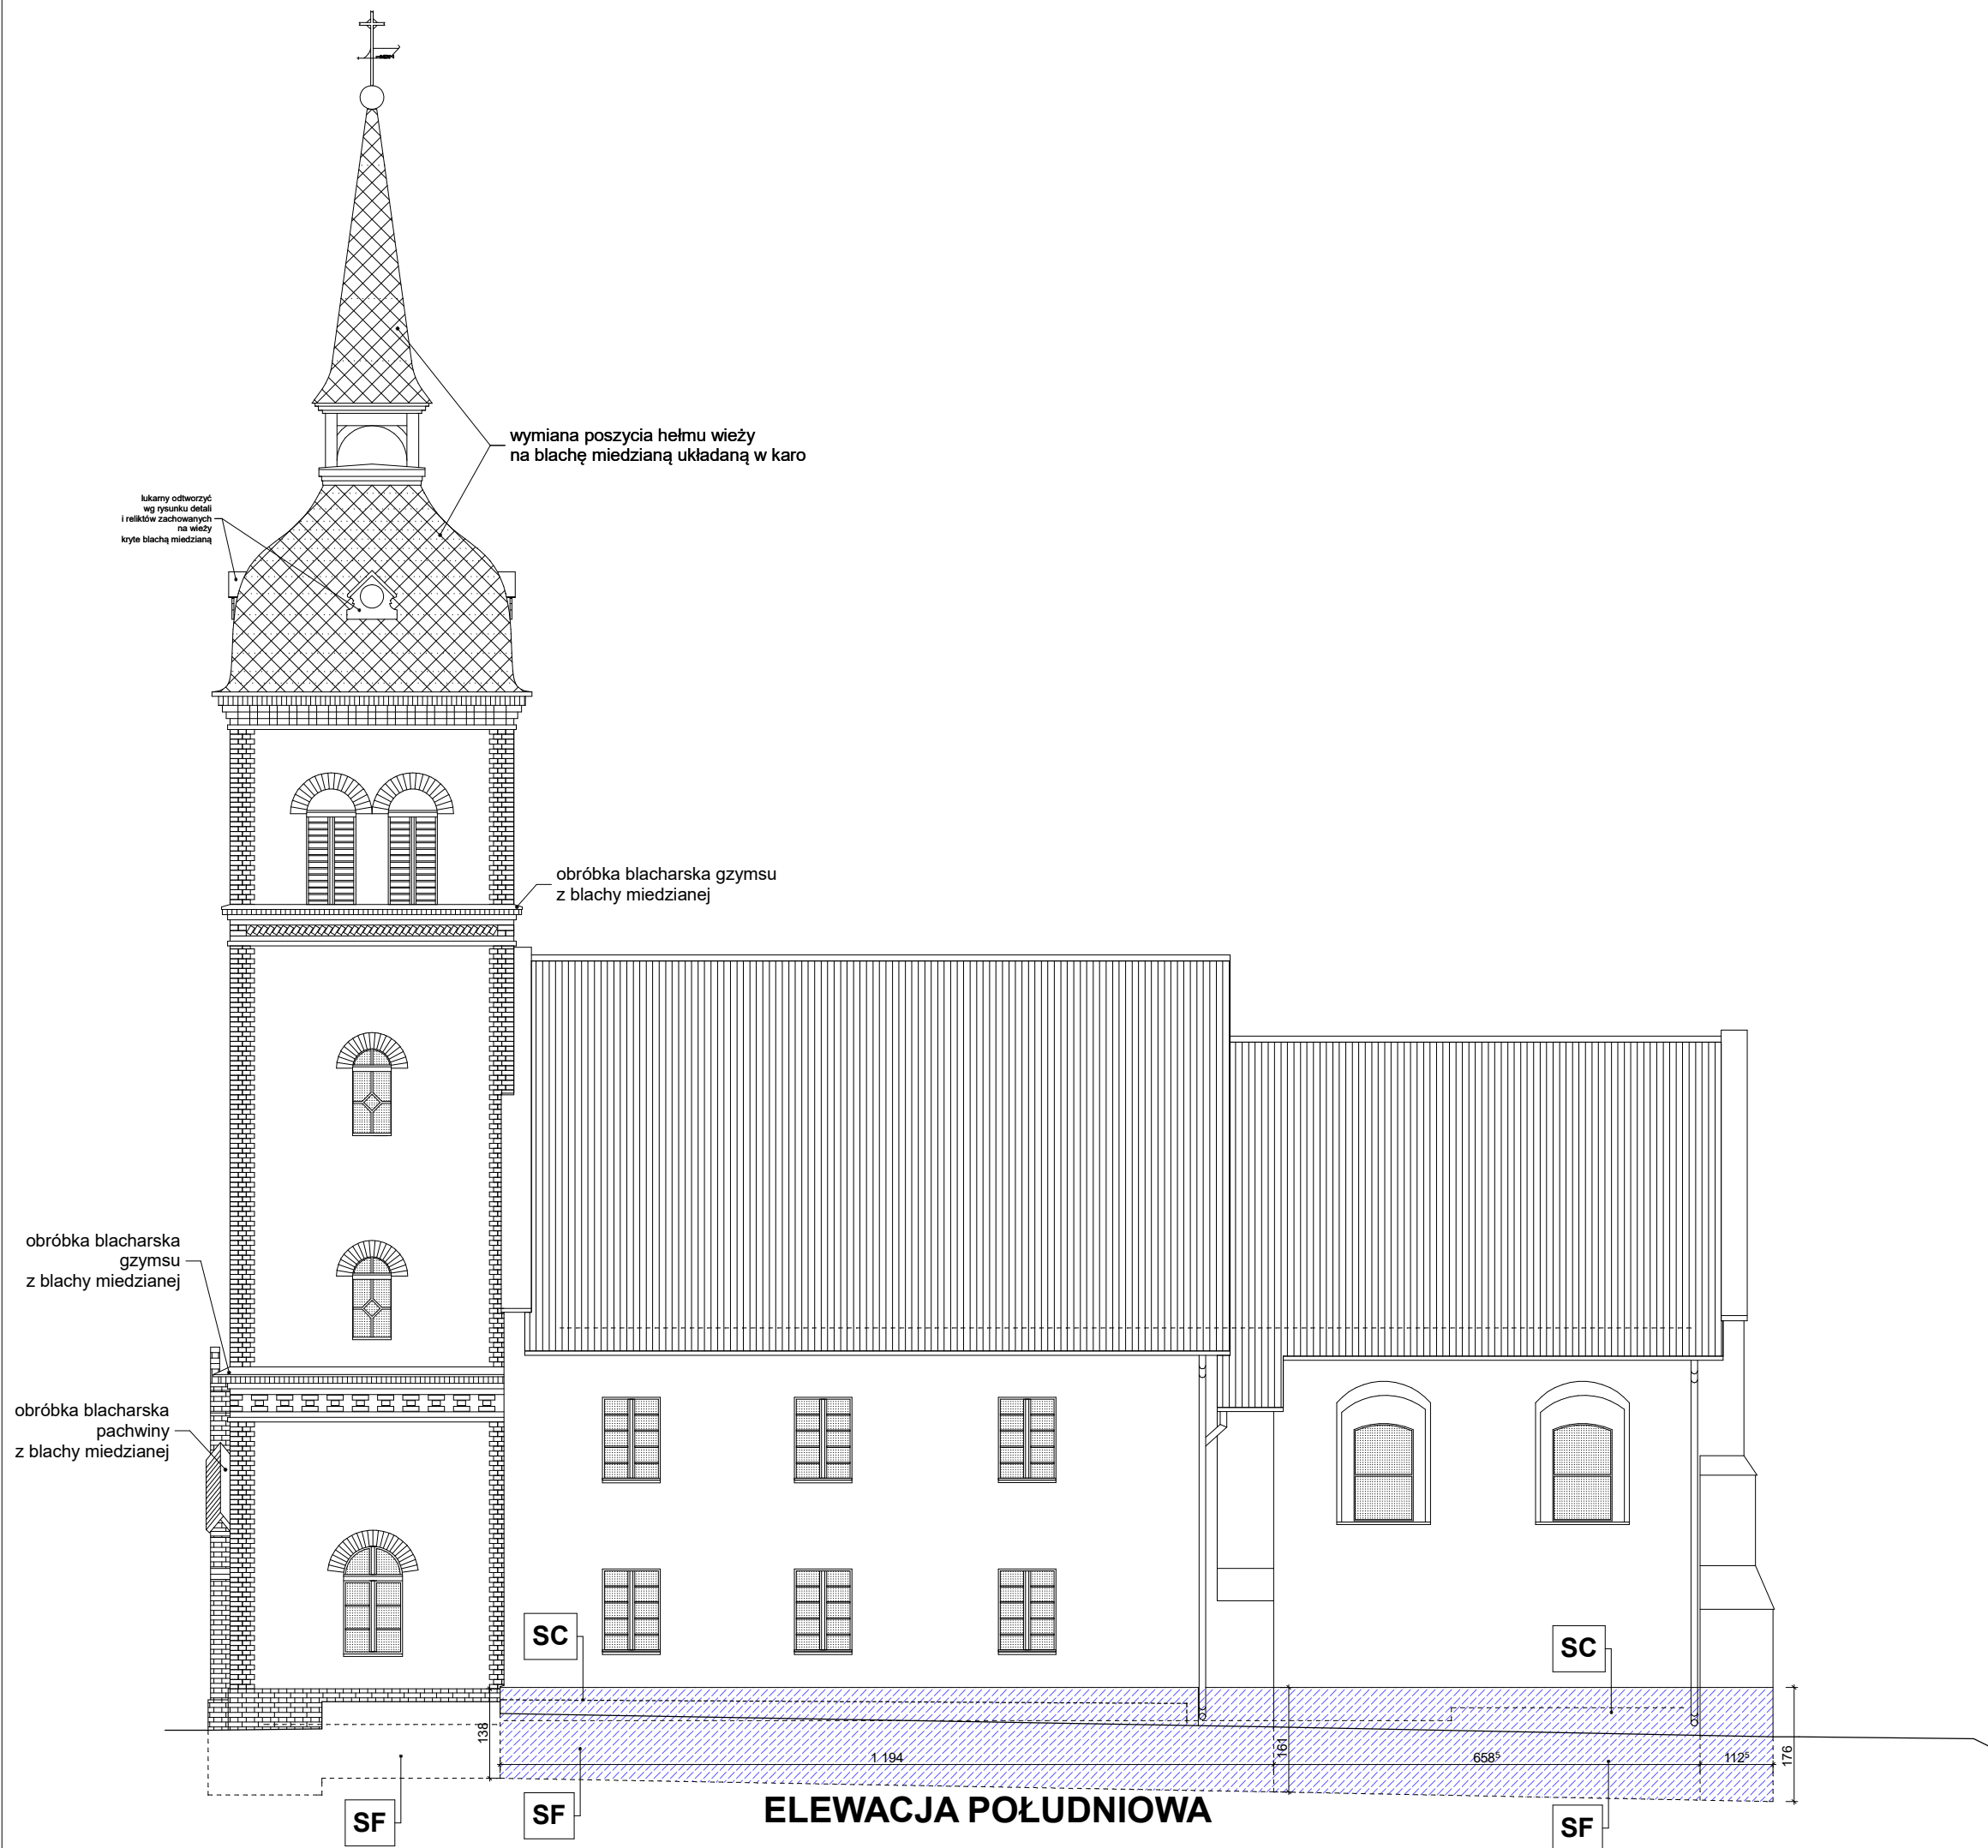 wymiana poszycia hełmu wieży
na blachę miedzianą układaną w karo
lukarny odtworzyć
wg rysunku detali
i reliktów zachowanych
na wieży
kryte blachą miedzianą
obróbka blacharska gzymsu
z blachy miedzianej
obróbka blacharska
gzymsu
z blachy miedzianej
obróbka blacharska
pachwiny
z blachy miedzianej
SC
SC
138
1 194
161
658⁵
112⁵
176
SF
SF
SF
ELEWACJA POŁUDNIOWA